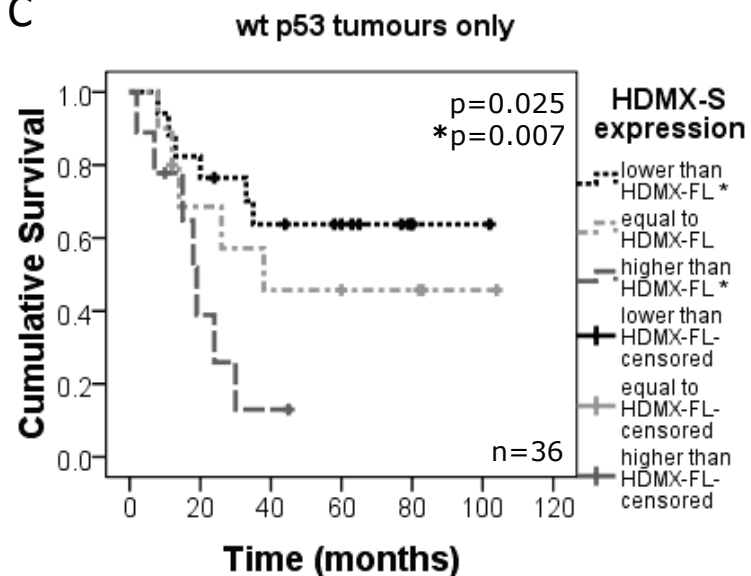 C
wt p53 tumours only
p=0.025
*p=0.007
n=36
Cumulative Survival
1.0
0.8
0.6
0.4
0.2
0.0
0 20 40 60 80 100 120
Time (months)
HDMX-S
expression
lower than
HDMX-FL *
equal to
HDMX-FL
higher than
HDMX-FL *
lower than
HDMX-FL-
censored
equal to
HDMX-FL-
censored
higher than
HDMX-FL-
censored